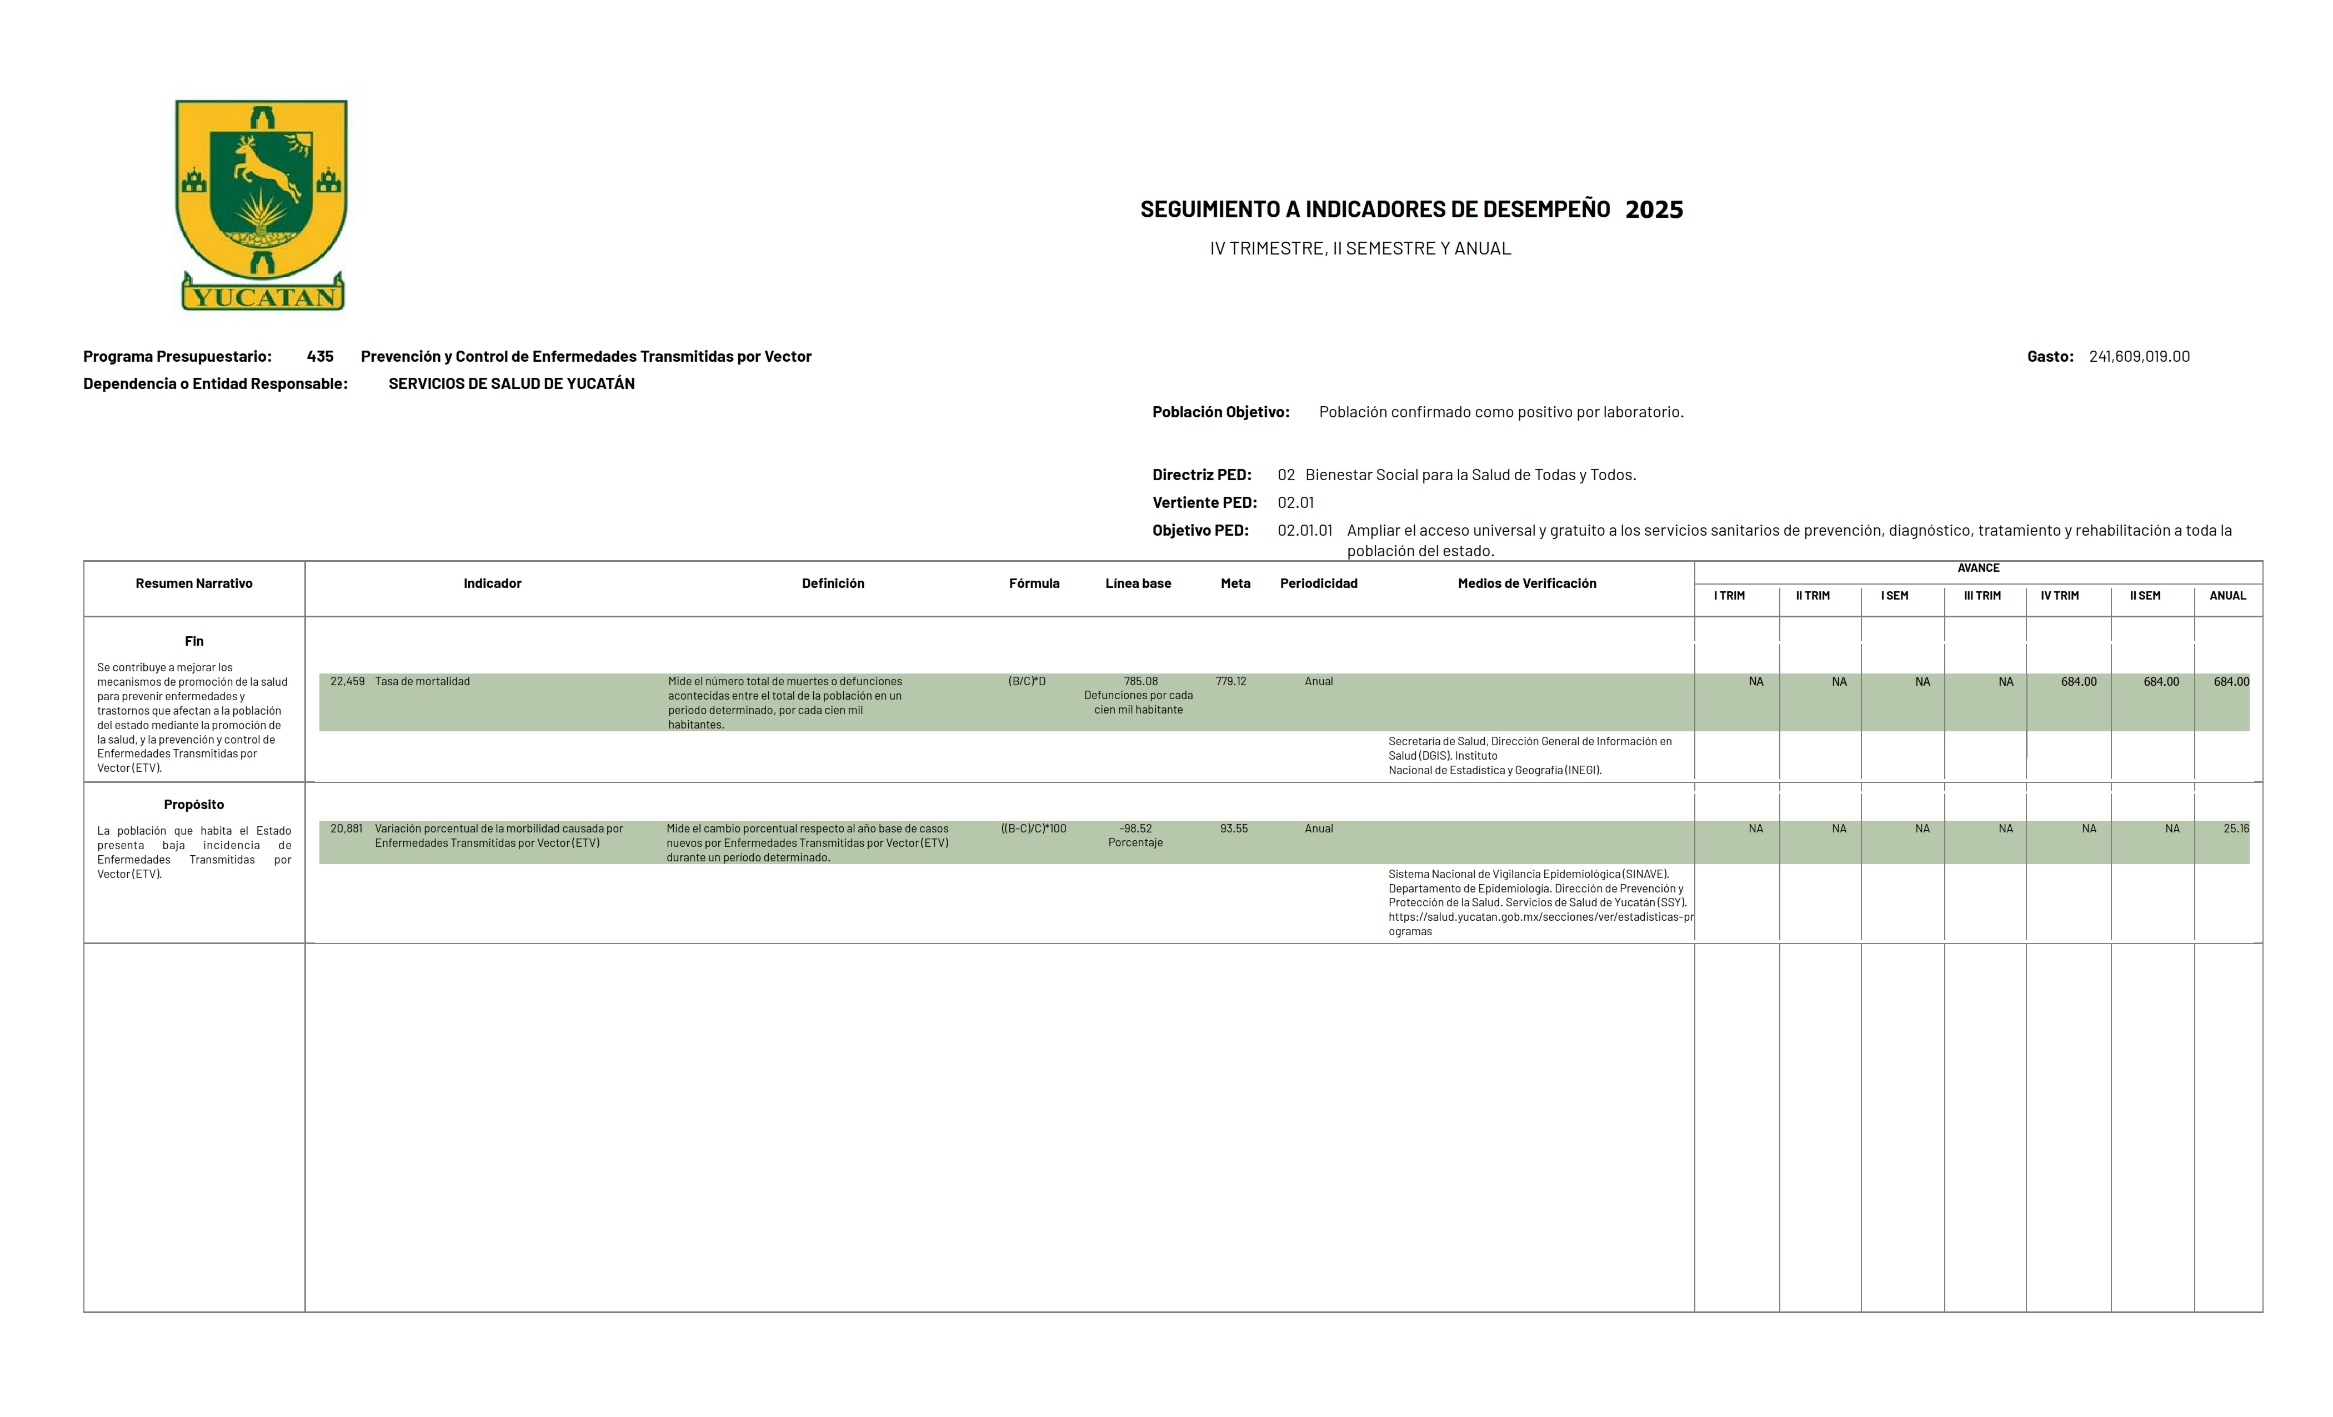 YUCATAN
SEGUIMIENTO A INDICADORES DE DESEMPEÑO 2025
IV TRIMESTRE, II SEMESTRE Y ANUAL
Programa Presupuestario: 435 Prevención y Control de Enfermedades Transmitidas por Vector
Gasto: 241,609,019.00
Dependencia o Entidad Responsable: SERVICIOS DE SALUD DE YUCATÁN
Población Objetivo: Población confirmado como positivo por laboratorio.
Directriz PED: 02 Bienestar Social para la Salud de Todas y Todos.
Vertiente PED: 02.01
Objetivo PED: 02.01.01 Ampliar el acceso universal y gratuito a los servicios sanitarios de prevención, diagnóstico, tratamiento y rehabilitación a toda la
población del estado.
Resumen Narrativo
Indicador
Definición
Fórmula
Línea base
Meta
Periodicidad
Medios de Verificación
AVANCE
I TRIM
II TRIM
I SEM
III TRIM
IV TRIM
II SEM
ANUAL
Fin
Se contribuye a mejorar los
mecanismos de promoción de la salud
para prevenir enfermedades y
trastornos que afectan a la población
del estado mediante la promoción de
la salud, y la prevención y control de
Enfermedades Transmitidas por
Vector (ETV).
22,459 Tasa de mortalidad
Mide el número total de muertes o defunciones
acontecidas entre el total de la población en un
periodo determinado, por cada cien mil
habitantes.
(B/C)*D
785.08
Defunciones por cada
cien mil habitante
779.12
Anual
Secretaría de Salud, Dirección General de Información en
Salud (DGIS). Instituto
Nacional de Estadística y Geografía (INEGI).
NA
NA
NA
NA
684.00
684.00
684.00
Propósito
La población que habita el Estado
presenta baja incidencia de
Enfermedades Transmitidas por
Vector (ETV).
20,881 Variación porcentual de la morbilidad causada por
Enfermedades Transmitidas por Vector (ETV)
Mide el cambio porcentual respecto al año base de casos
nuevos por Enfermedades Transmitidas por Vector (ETV)
durante un período determinado.
((B-C)/C)*100
-98.52
Porcentaje
93.55
Anual
Sistema Nacional de Vigilancia Epidemiológica (SINAVE).
Departamento de Epidemiología. Dirección de Prevención y
Protección de la Salud. Servicios de Salud de Yucatán (SSY).
https://salud.yucatan.gob.mx/secciones/ver/estadisticas-pr
ogramas
NA
NA
NA
NA
NA
NA
25.16